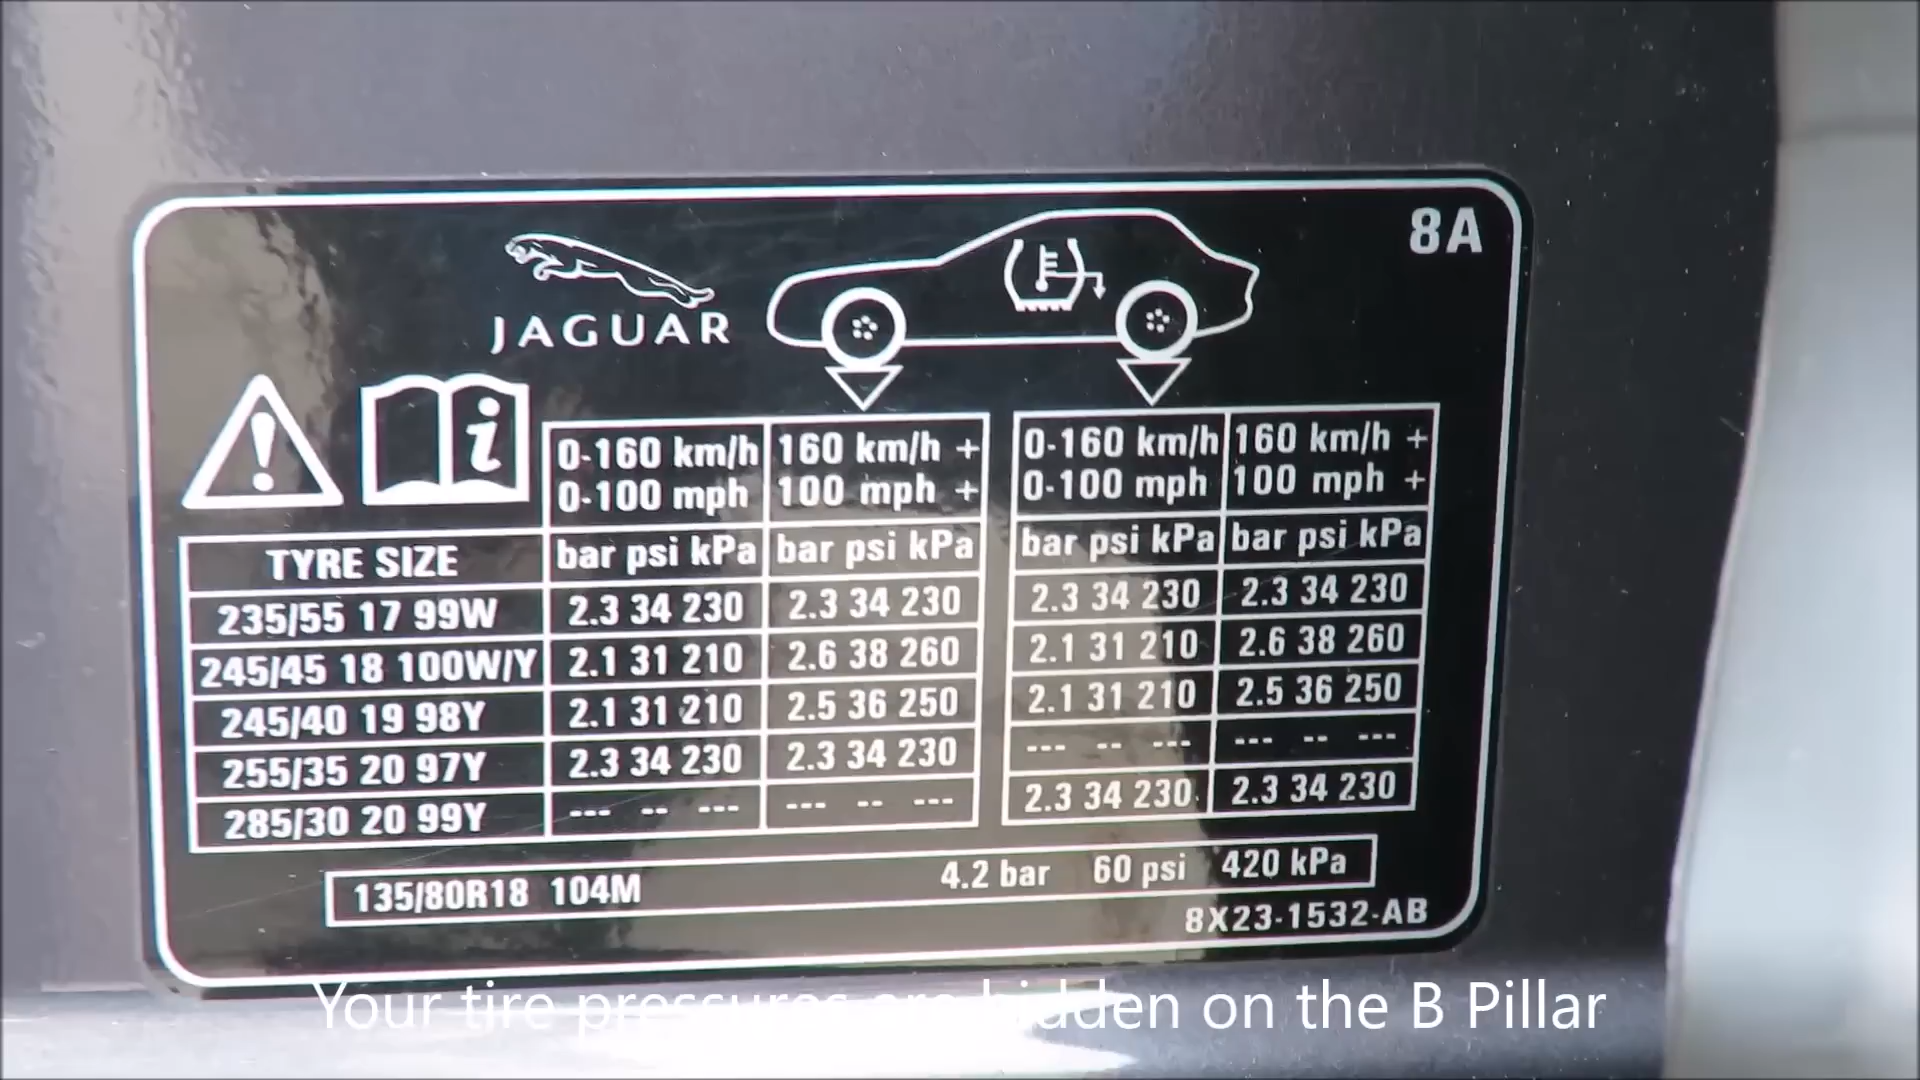 8A
JAGUAR
0-160 km/h 160 km/h + 0-160 km/h 160 km/h +
0-100 mph 100 mph + 0-100 mph 100 mph +
TYRE SIZE bar psi kPa bar psi kPa bar psi kPa bar psi kPa
235/55 17 99W 2.3 34 230 2.3 34 230 2.3 34 230 2.3 34 230
245/45 18 100W/Y 2.1 31 210 2.6 38 260 2.1 31 210 2.6 38 260
245/40 19 98Y 2.1 31 210 2.5 36 250 2.1 31 210 2.5 36 250
255/35 20 97Y 2.3 34 230 2.3 34 230 --- -- --- --- -- ---
285/30 20 99Y --- -- --- --- -- --- 2.3 34 230 2.3 34 230
135/80R18 104M 4.2 bar 60 psi 420 kPa
8X23-1532-AB
Your tire pressures are hidden on the B Pillar